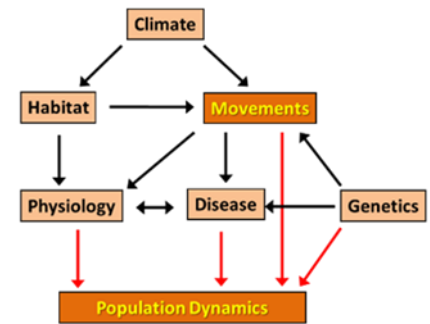 Climate
Habitat
Movements
Physiology
Disease
Genetics
Population Dynamics